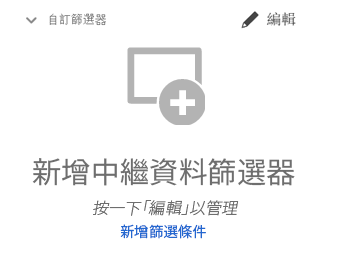 自訂篩選器
編輯
新增中繼資料篩選器
按一下「編輯」以管理
新增篩選條件